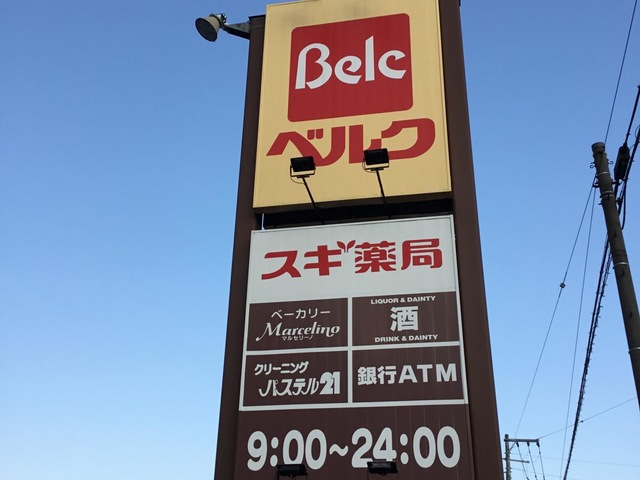 Belc
ベルク
スギ薬局
ベーカリー
Marcelino
マルセリーノ
LIQUOR & DAINTY
酒
DRINK & DAINTY
クリーニング
パステル21
銀行ATM
9:00~24:00